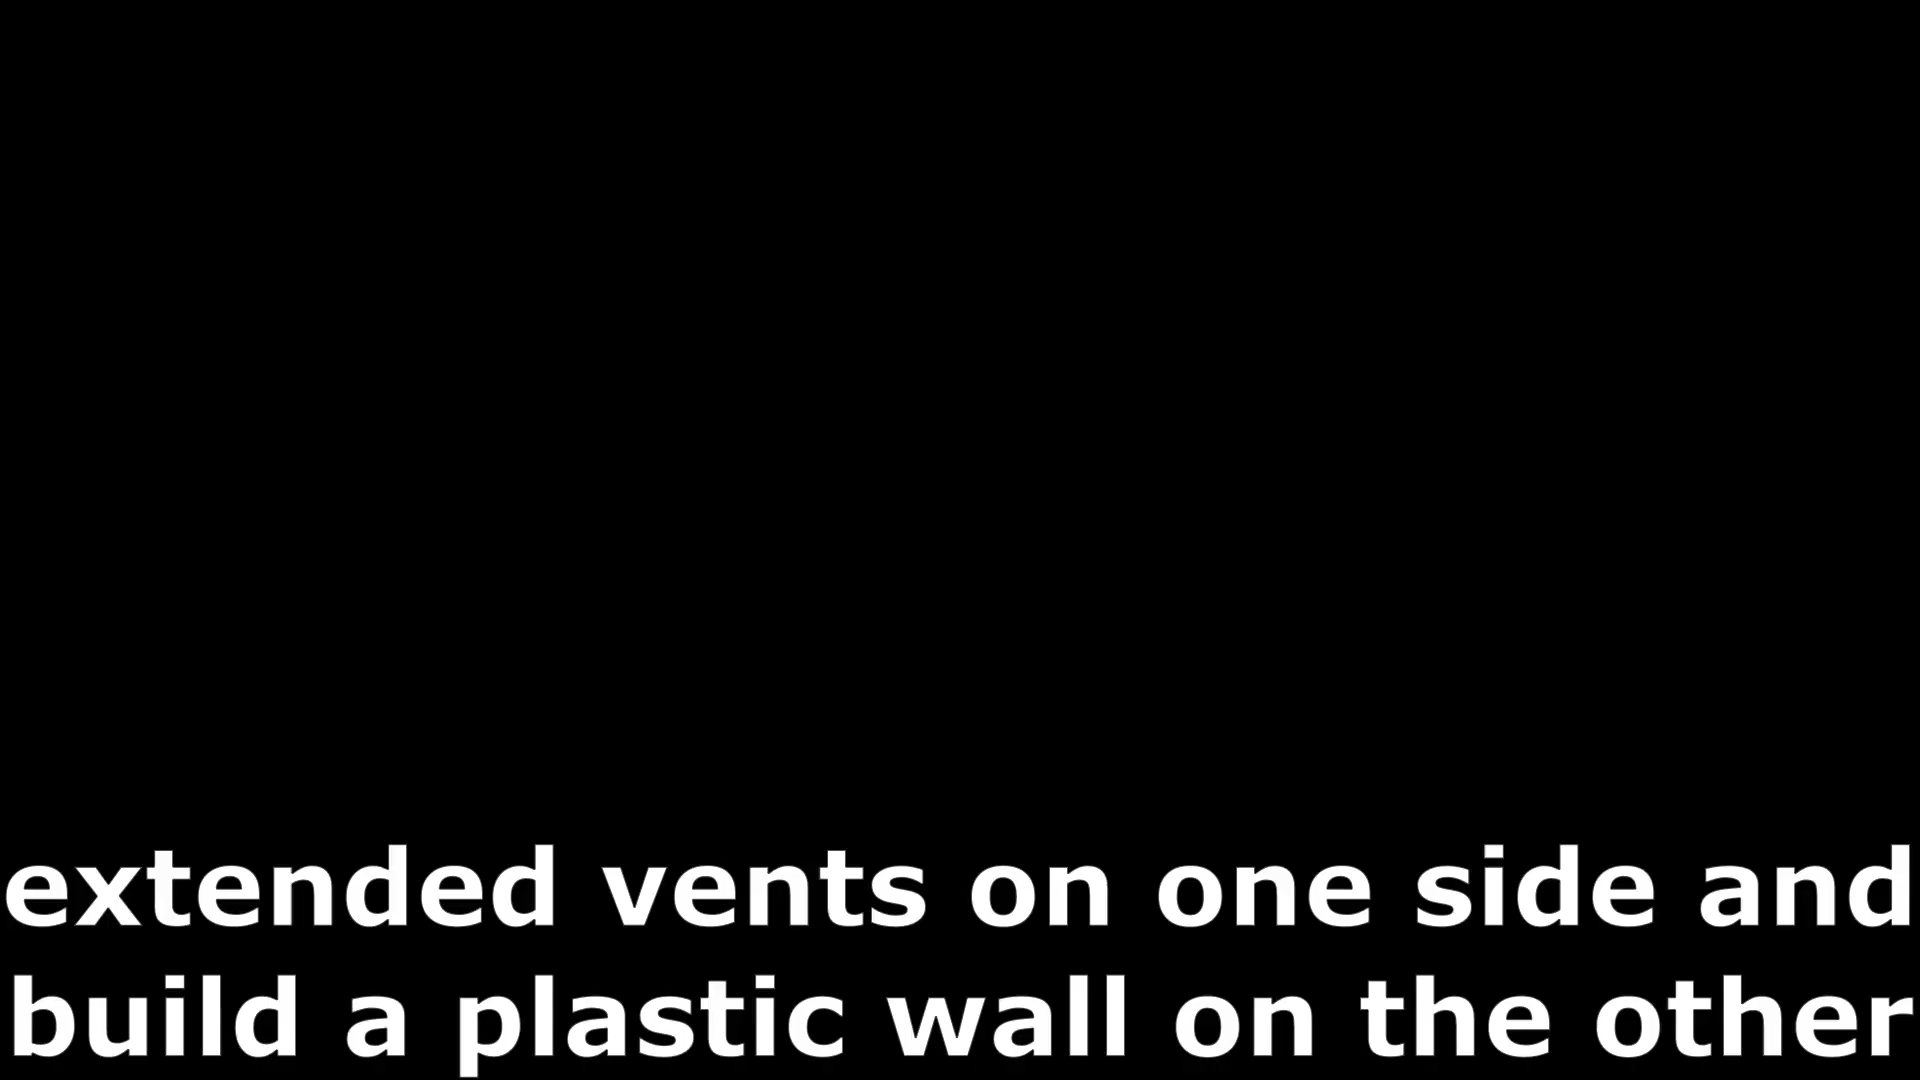 extended vents on one side and
build a plastic wall on the other